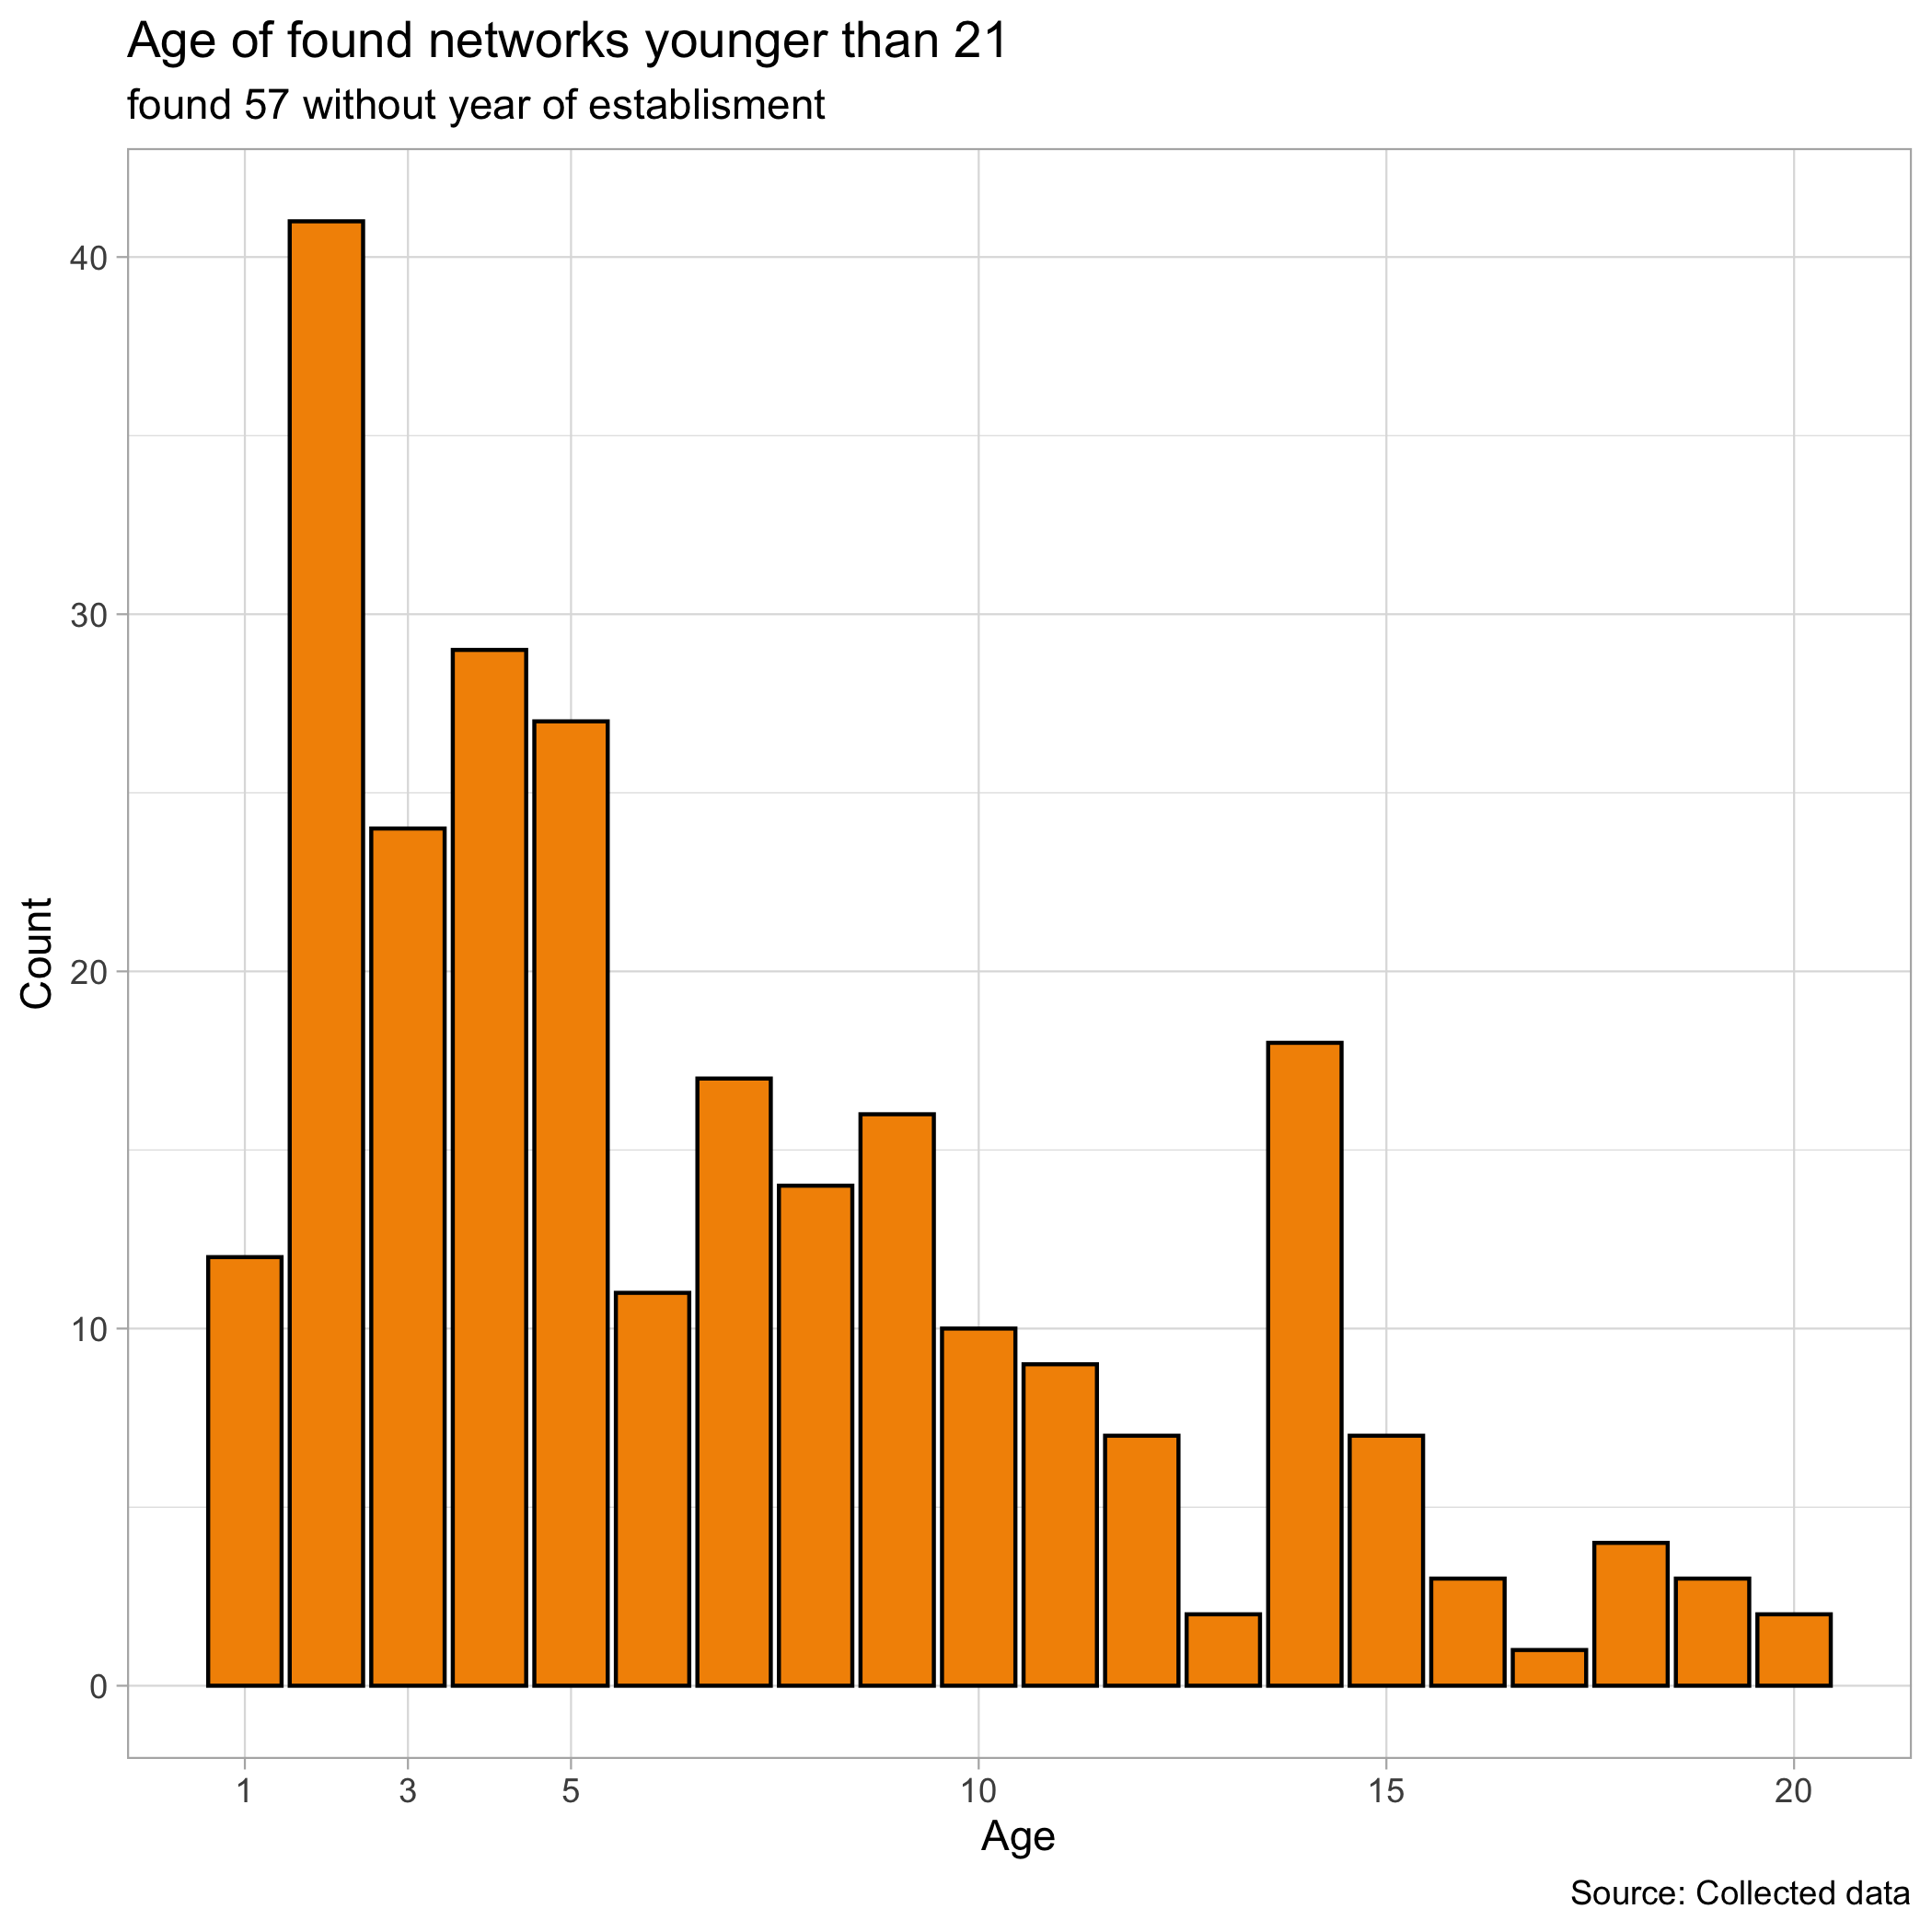 Age of found networks younger than 21
found 57 without year of establisment
Count
40
30
20
10
0
1 3 5 10 15 20
Age
Source: Collected data